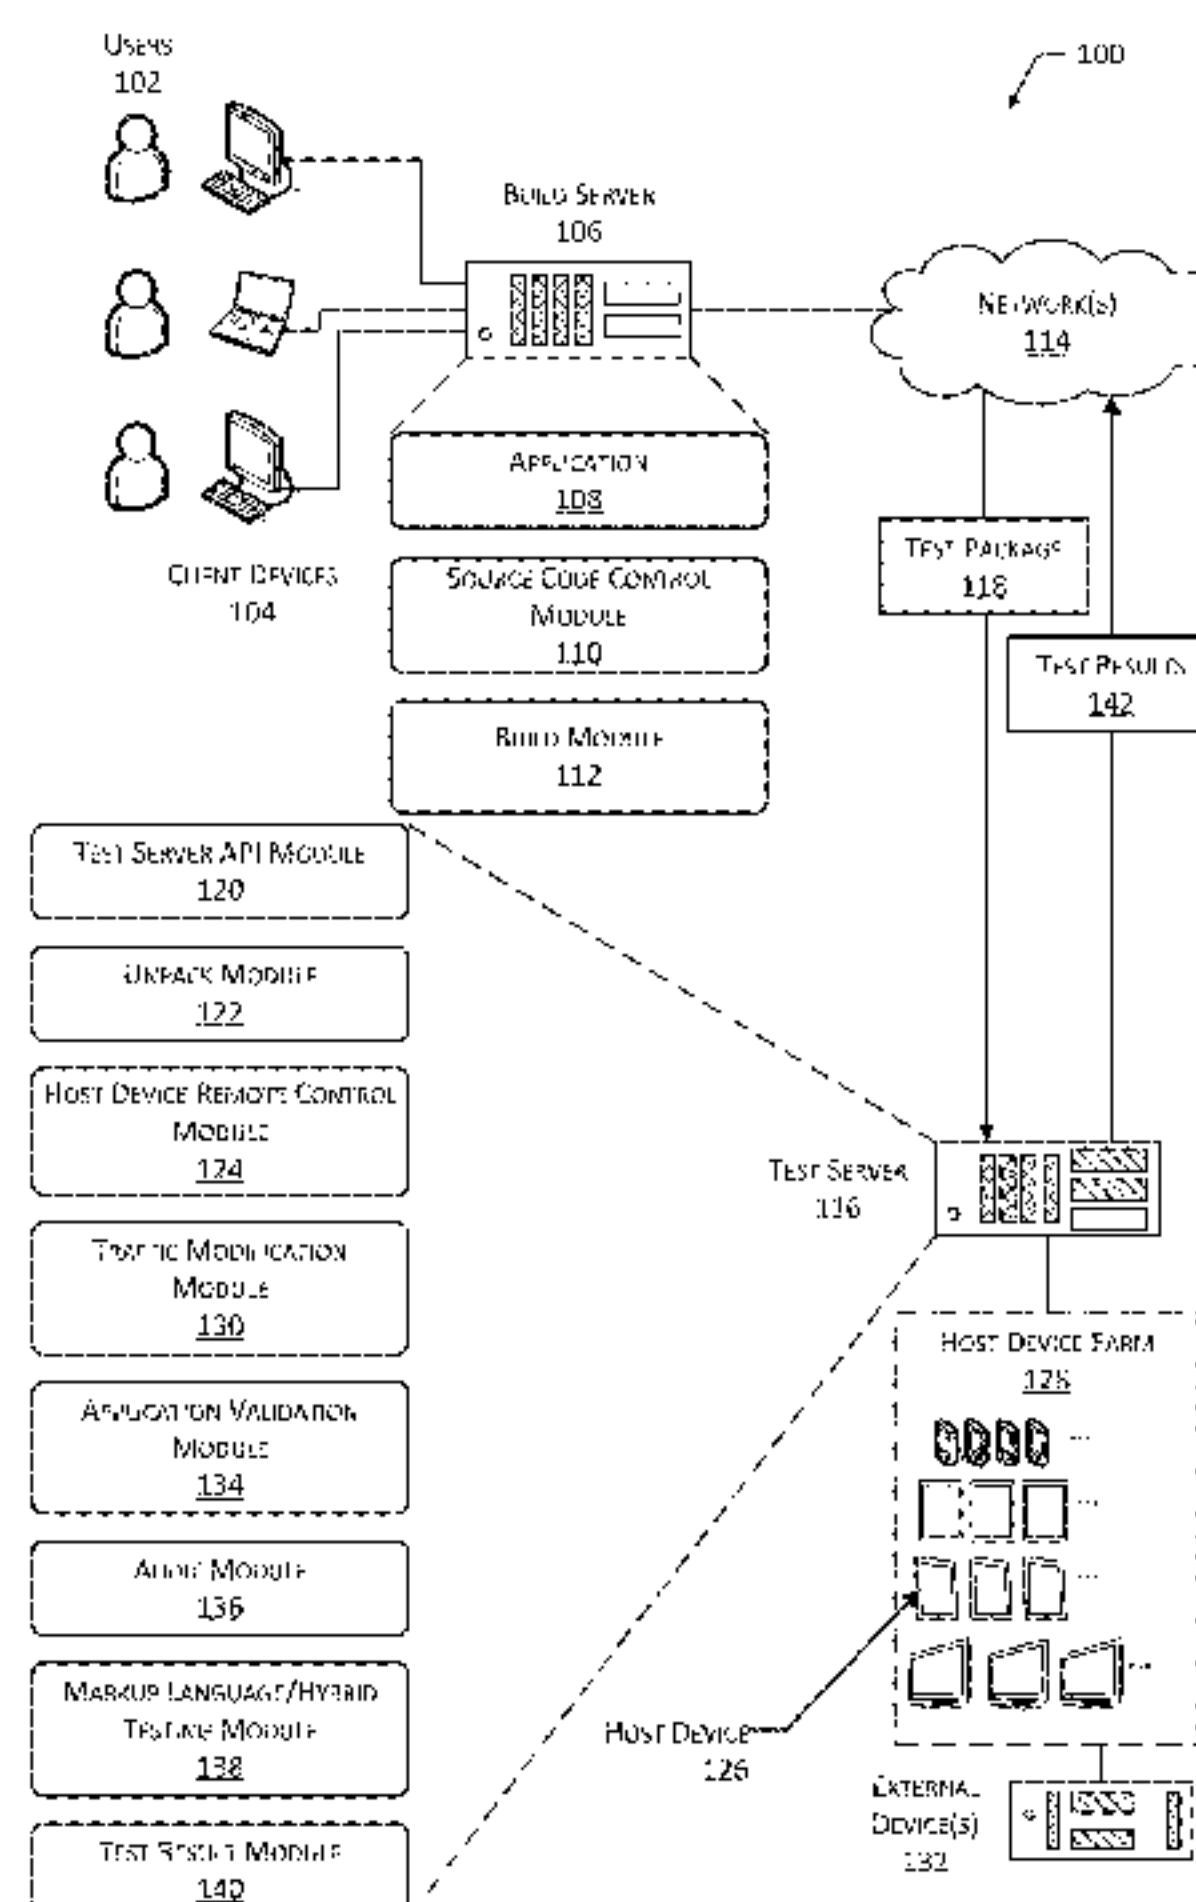 USERS
102
100
BUILD SERVER
106
NETWORK(S)
114
APPLICATION
108
TEST PACKAGE
118
CLIENT DEVICES
104
SOURCE CODE CONTROL
MODULE
110
TEST RESULTS
142
BUILD MODULE
112
TEST SERVER API MODULE
120
UNPACK MODULE
122
HOST DEVICE REMOTE CONTROL
MODULE
124
TEST SERVER
116
TRAFFIC MODIFICATION
MODULE
130
HOST DEVICE FARM
128
APPLICATION VALIDATION
MODULE
134
AUDIO MODULE
136
MARKUP LANGUAGE/HYBRID
TESTING MODULE
138
HOST DEVICE
126
EXTERNAL
DEVICE(S)
132
TEST RESULT MODULE
140